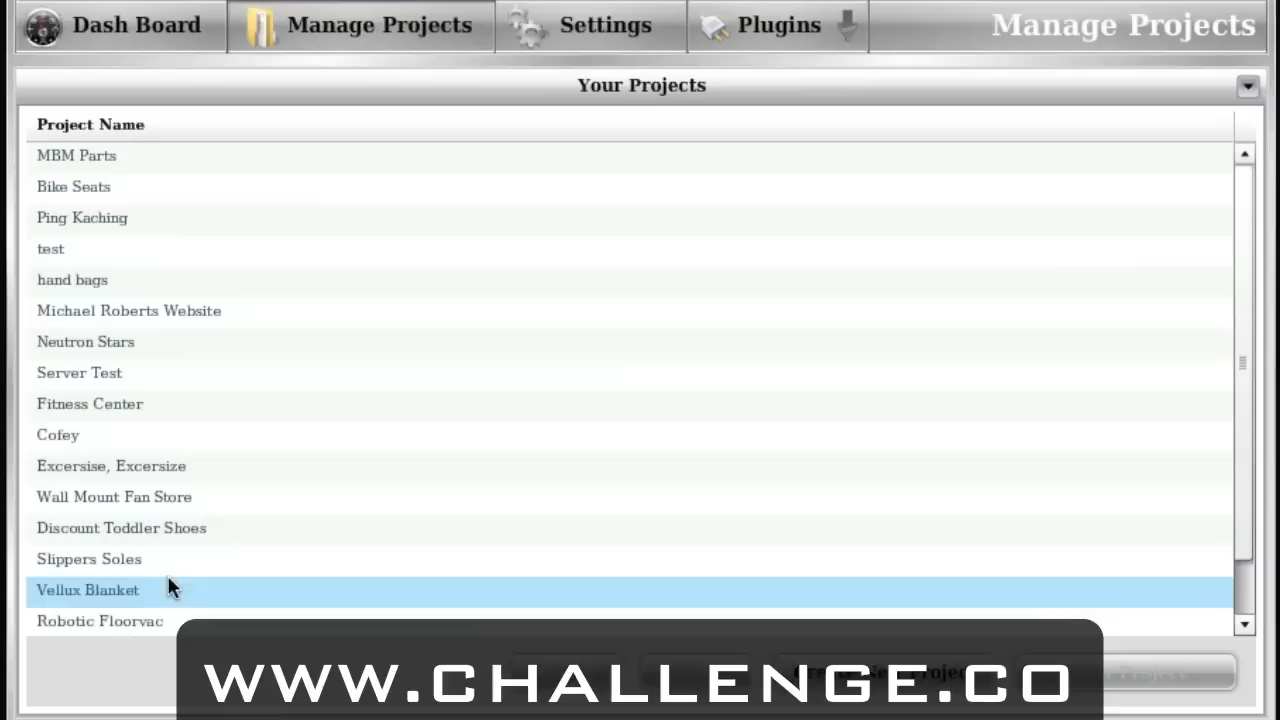 Dash Board
Manage Projects
Settings
Plugins
Manage Projects
Your Projects
Project Name
MBM Parts
Bike Seats
Ping Kaching
test
hand bags
Michael Roberts Website
Neutron Stars
Server Test
Fitness Center
Cofey
Excersise, Excersize
Wall Mount Fan Store
Discount Toddler Shoes
Slippers Soles
Vellux Blanket
Robotic Floorvac
WWW.CHALLENGE.CO